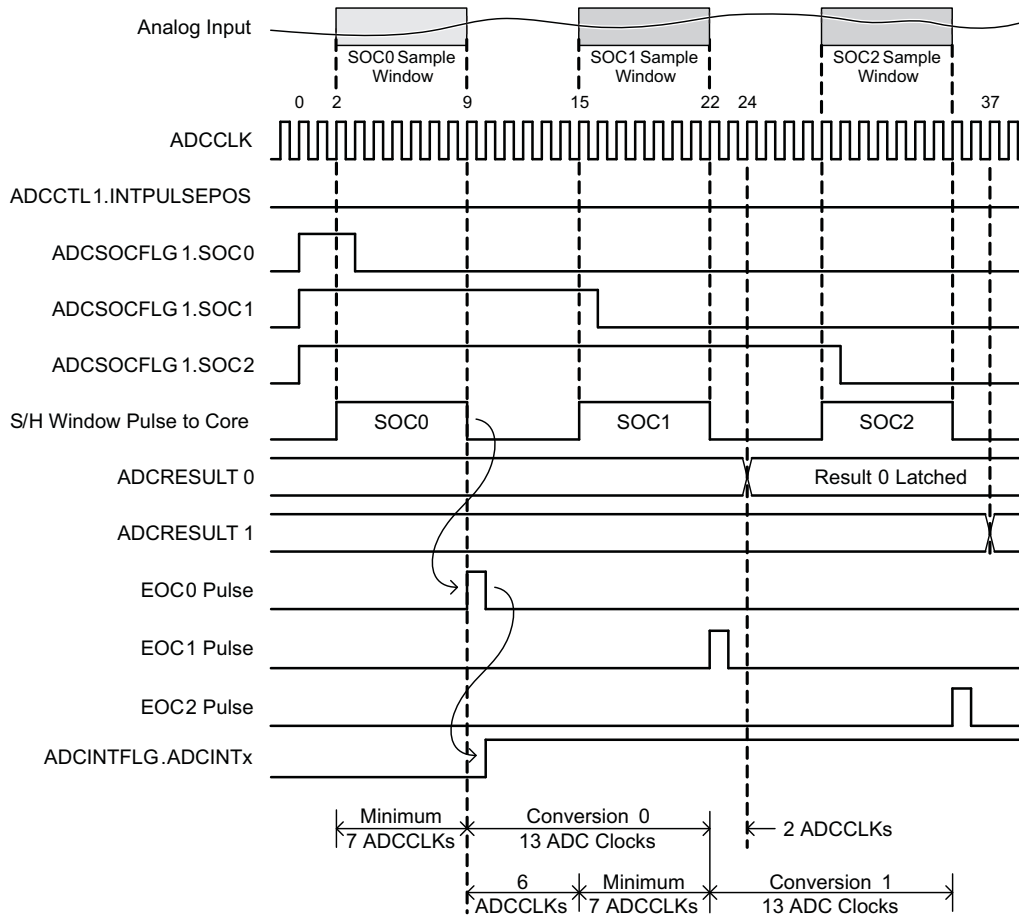 Analog Input
SOC0 Sample
Window
SOC1 Sample
Window
SOC2 Sample
Window
0 2 9 15 22 24 37
ADCCLK
ADCCTL1.INTPULSEPOS
ADCSOCFLG 1.SOC0
ADCSOCFLG 1.SOC1
ADCSOCFLG 1.SOC2
S/H Window Pulse to Core SOC0 SOC1 SOC2
ADCRESULT 0 Result 0 Latched
ADCRESULT 1
EOC0 Pulse
EOC1 Pulse
EOC2 Pulse
ADCINTFLG.ADCINTx
Minimum
7 ADCCLKs
Conversion 0
13 ADC Clocks
2 ADCCLKs
6
ADCCLKs
Minimum
7 ADCCLKs
Conversion 1
13 ADC Clocks